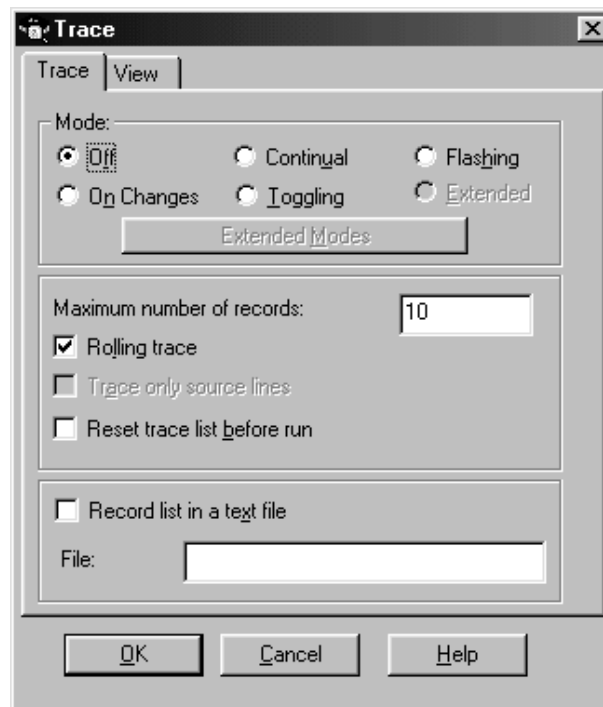 Trace
Trace View
Mode:
Off Continual Flashing
On Changes Toggling Extended
Extended Modes
Maximum number of records: 10
Rolling trace
Trace only source lines
Reset trace list before run
Record list in a text file
File:
OK Cancel Help